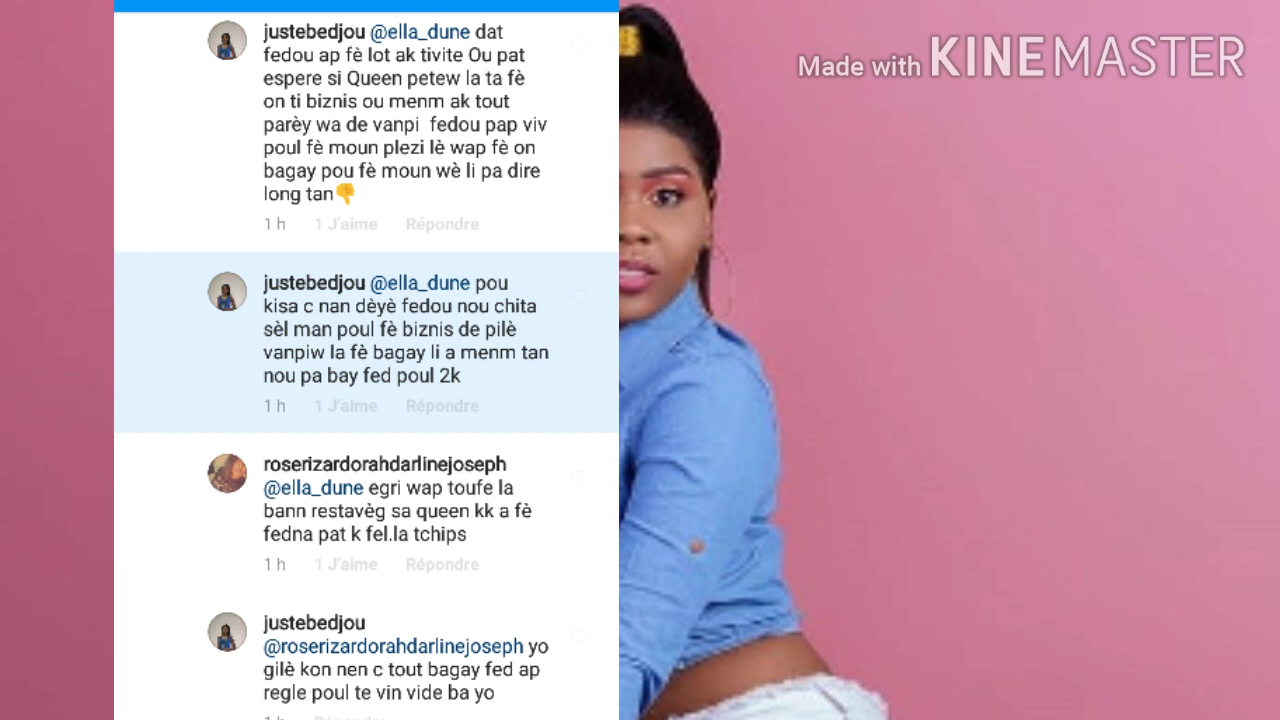 justebedjou @ella_dune dat
fedou ap fè lot ak tivite Ou pat
espere si Queen petew la ta fè
on ti biznis ou menm ak tout
parèy wa de vanpi fedou pap viv
poul fè moun plezi lè wap fè on
bagay pou fè moun wè li pa dire
long tan👎
1 h 1 J'aime Répondre
justebedjou @ella_dune pou
kisa c nan dèyè fedou nou chita
sèl man poul fè biznis de pilè
vanpiw la fè bagay li a menm tan
nou pa bay fed poul 2k
1 h 1 J'aime Répondre
roserizardorahdarlinejoseph
@ella_dune egri wap toufe la
bann restavèg sa queen kk a fè
fedna pat k fel.la tchips
1 h 1 J'aime Répondre
justebedjou
@roserizardorahdarlinejoseph yo
gilè kon nen c tout bagay fed ap
regle poul te vin vide ba yo
1 h Répondre
Made with KINEMASTER